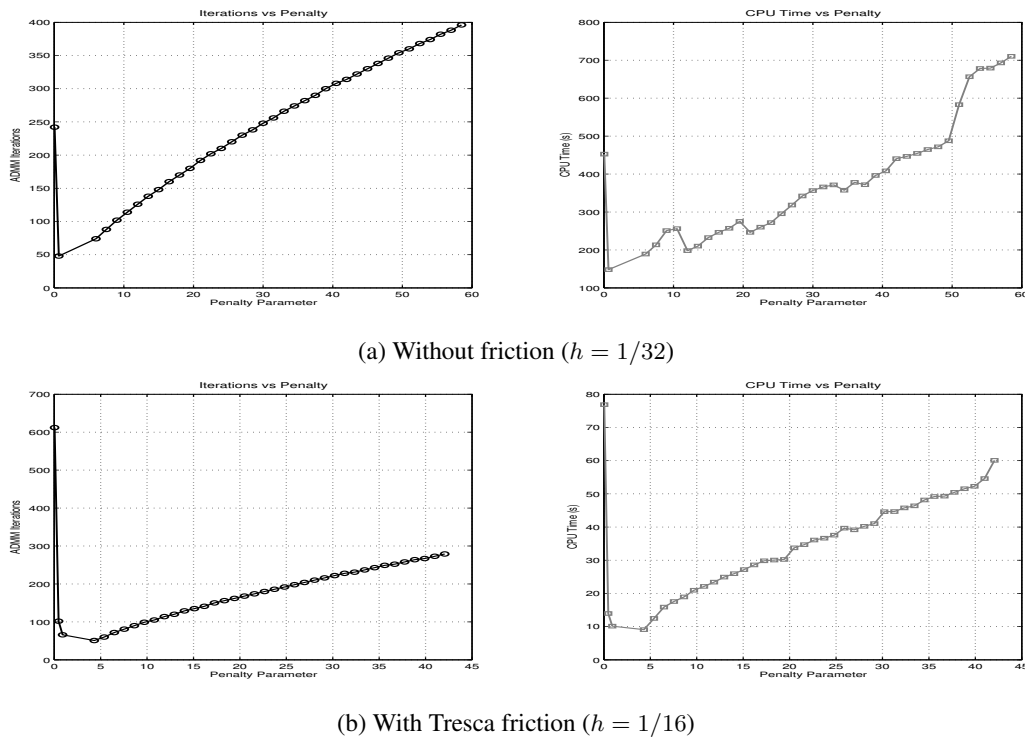 Iterations vs Penalty
ADMM Iterations
400
350
300
250
200
150
100
50
0
0 10 20 30 40 50 60
Penalty Parameter
CPU Time vs Penalty
CPU Time (s)
800
700
600
500
400
300
200
100
0 10 20 30 40 50 60
Penalty Parameter
(a) Without friction (h = 1/32)
Iterations vs Penalty
ADMM Iterations
700
600
500
400
300
200
100
0
0 5 10 15 20 25 30 35 40 45
Penalty Parameter
CPU Time vs Penalty
CPU Time (s)
80
70
60
50
40
30
20
10
0
0 5 10 15 20 25 30 35 40 45
Penalty Parameter
(b) With Tresca friction (h = 1/16)